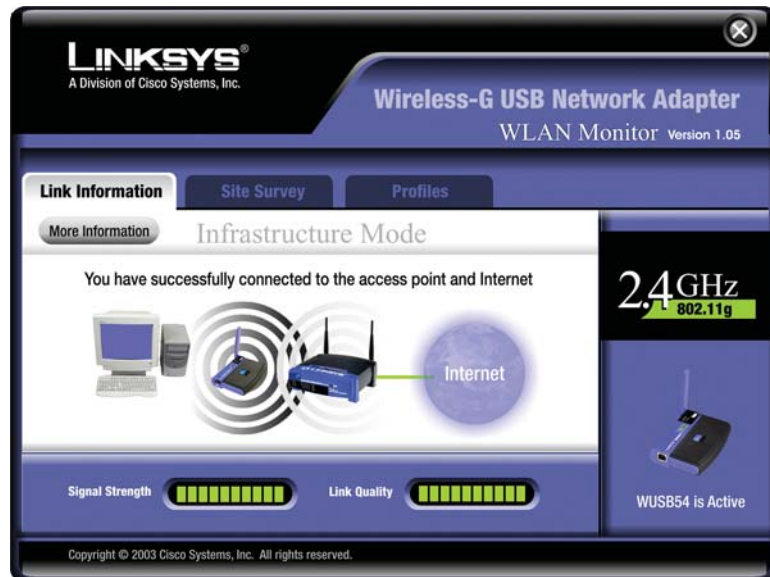 LINKSYS®
A Division of Cisco Systems, Inc.
Wireless-G USB Network Adapter
WLAN Monitor Version 1.05
Link Information
Site Survey
Profiles
More Information
Infrastructure Mode
You have successfully connected to the access point and Internet
LINKSYS
Internet
2.4GHz
802.11g
Signal Strength
Link Quality
WUSB54 is Active
Copyright © 2003 Cisco Systems, Inc. All rights reserved.